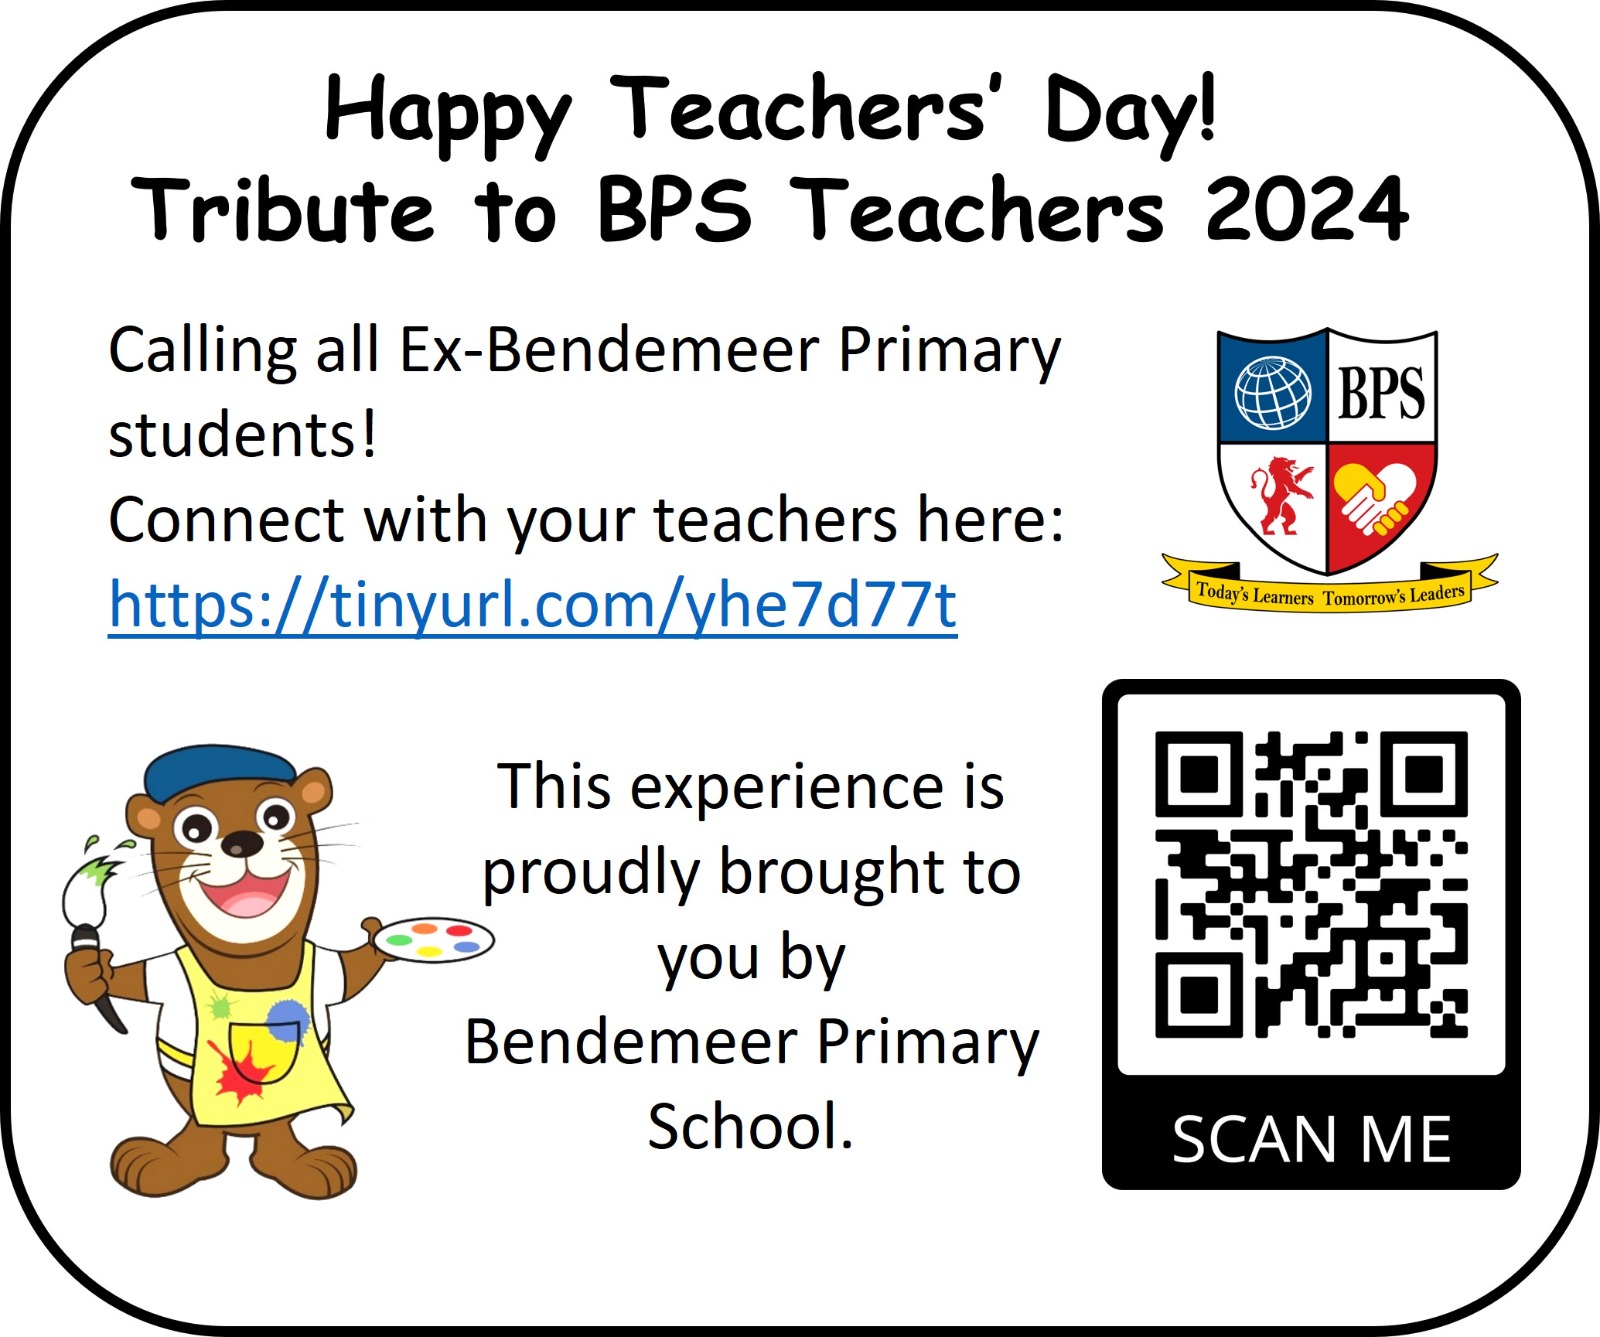 Happy Teachers’ Day!
Tribute to BPS Teachers 2024
Calling all Ex-Bendemeer Primary
students!
Connect with your teachers here:
https://tinyurl.com/yhe7d77t
BPS
Today's Learners Tomorrow's Leaders
This experience is
proudly brought to
you by
Bendemeer Primary
School.
SCAN ME